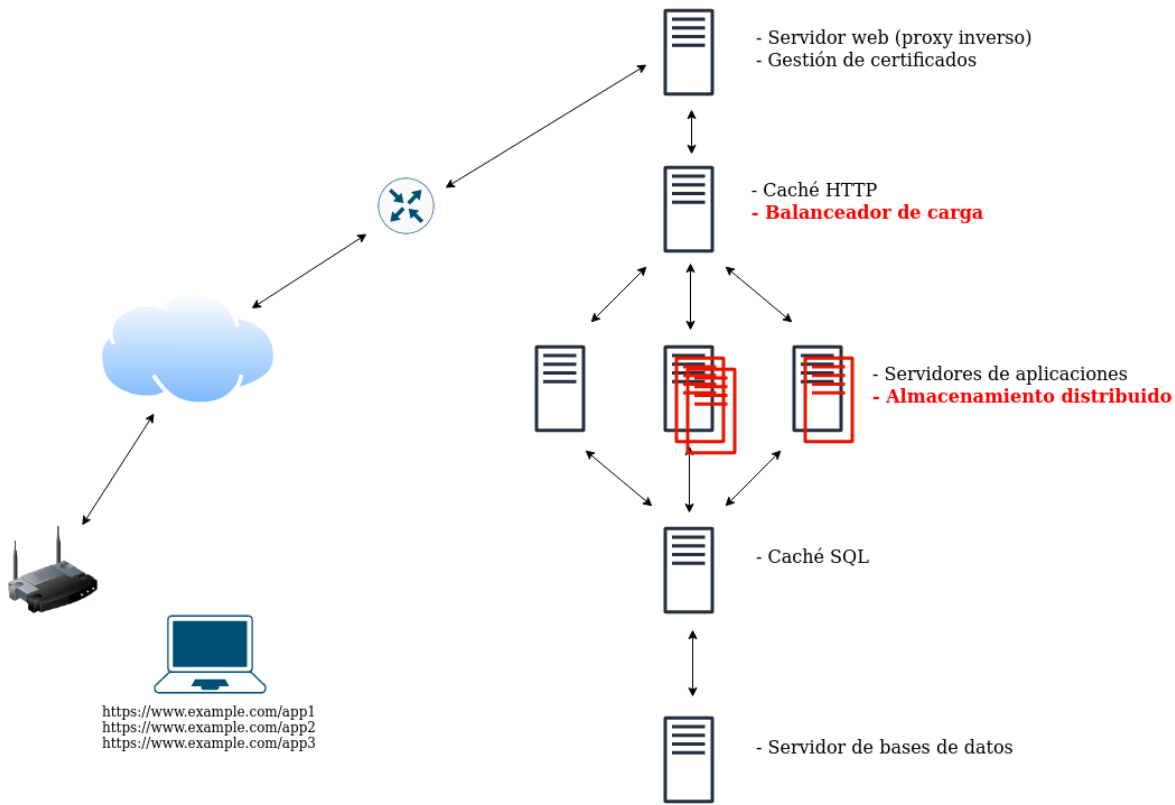 - Servidor web (proxy inverso)
- Gestión de certificados
- Caché HTTP
- Balanceador de carga
- Servidores de aplicaciones
- Almacenamiento distribuido
- Caché SQL
https://www.example.com/app1
https://www.example.com/app2
https://www.example.com/app3
- Servidor de bases de datos